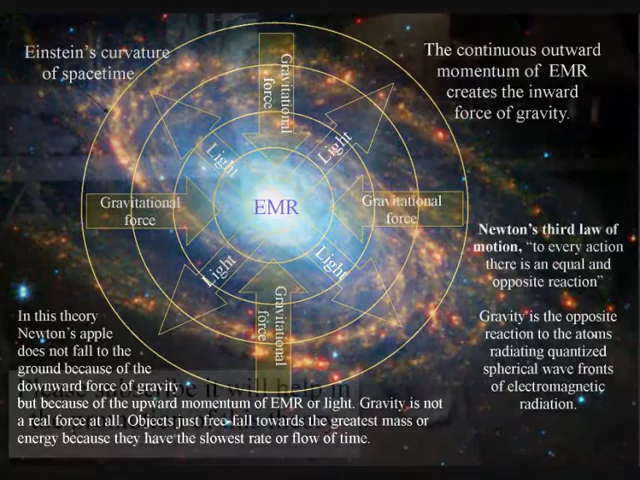 Einstein's curvature
of spacetime
The continuous outward
momentum of EMR
creates the inward
force of gravity.
Gravitational
force
Light
Light
Gravitational
force
EMR
Gravitational
force
Light
Light
Gravitational
force
Newton's third law of
motion, “to every action
there is an equal and
opposite reaction”
Gravity is the opposite
reaction to the atoms
radiating quantized
spherical wave fronts
of electromagnetic
radiation.
In this theory
Newton's apple
does not fall to the
ground because of the
downward force of gravity
but because of the upward momentum of EMR or light. Gravity is not
a real force at all. Objects just free-fall towards the greatest mass or
energy because they have the slowest rate or flow of time.
Please subscribe it will help in